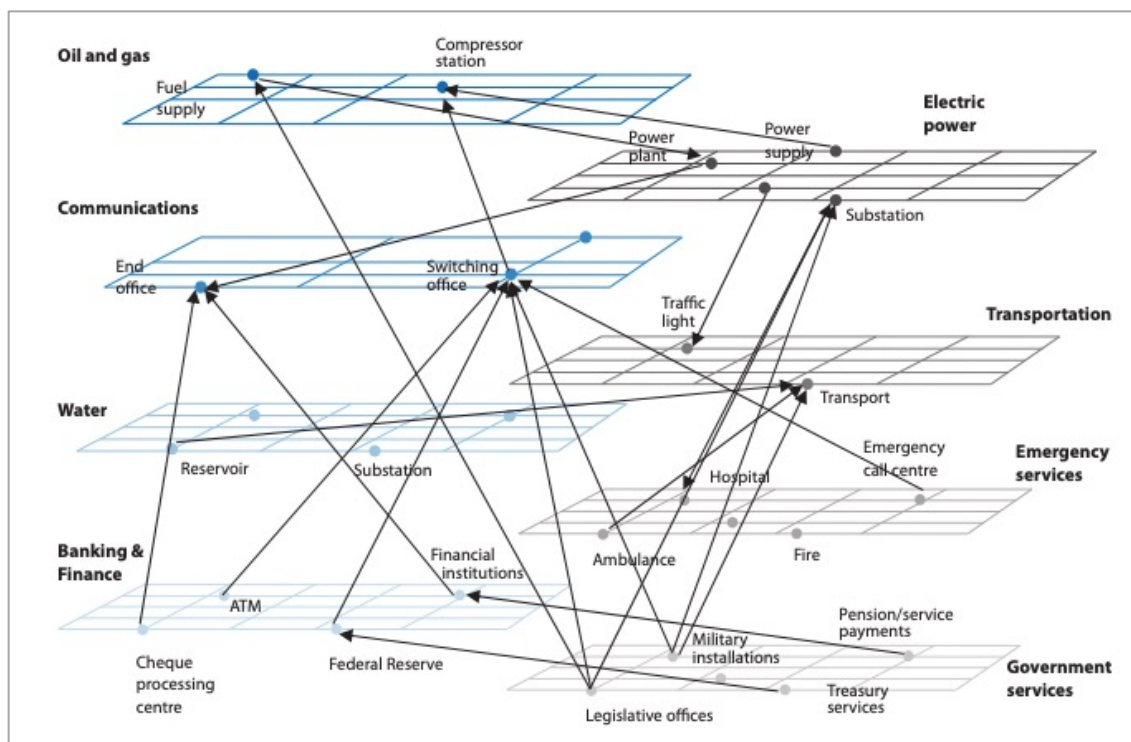 Oil and gas
Compressor
station
Fuel
supply
Electric
power
Power
plant
Power
supply
Substation
Communications
End
office
Switching
office
Traffic
light
Transportation
Transport
Water
Reservoir
Substation
Emergency
call centre
Emergency
services
Hospital
Ambulance
Fire
Banking &
Finance
Financial
institutions
ATM
Cheque
processing
centre
Federal Reserve
Pension/service
payments
Military
installations
Government
services
Legislative offices
Treasury
services